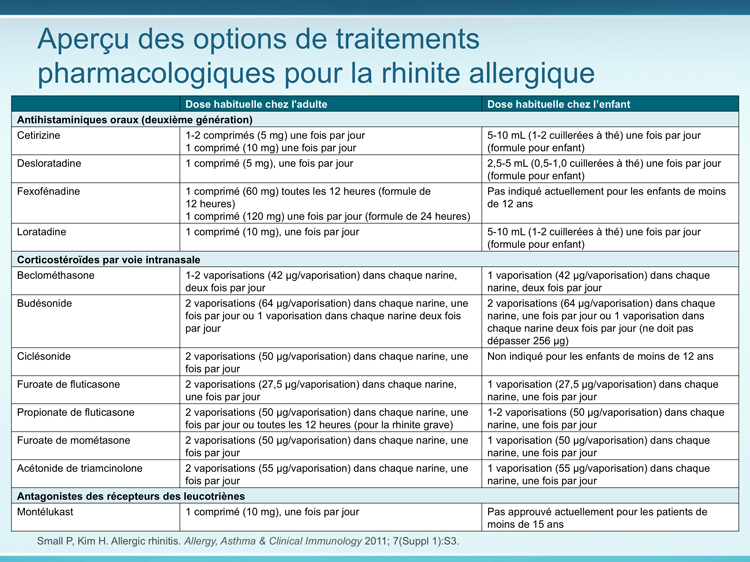 Aperçu des options de traitements
pharmacologiques pour la rhinite allergique
Dose habituelle chez l'adulte
Dose habituelle chez l'enfant
Antihistaminiques oraux (deuxième génération)
Cetirizine
1-2 comprimés (5 mg) une fois par jour
1 comprimé (10 mg) une fois par jour
5-10 mL (1-2 cuillerées à thé) une fois par jour
(formule pour enfant)
Desloratadine
1 comprimé (5 mg), une fois par jour
2,5-5 mL (0,5-1,0 cuillerées à thé) une fois par jour
(formule pour enfant)
Fexofénadine
1 comprimé (60 mg) toutes les 12 heures (formule de
12 heures)
1 comprimé (120 mg) une fois par jour (formule de 24 heures)
Pas indiqué actuellement pour les enfants de moins
de 12 ans
Loratadine
1 comprimé (10 mg), une fois par jour
5-10 mL (1-2 cuillerées à thé) une fois par jour
(formule pour enfant)
Corticostéroïdes par voie intranasale
Beclométhasone
1-2 vaporisations (42 µg/vaporisation) dans chaque narine,
deux fois par jour
1 vaporisation (42 µg/vaporisation) dans chaque
narine, deux fois par jour
Budésonide
2 vaporisations (64 µg/vaporisation) dans chaque narine, une
fois par jour ou 1 vaporisation dans chaque narine deux fois
par jour
2 vaporisations (64 µg/vaporisation) dans chaque
narine, une fois par jour ou 1 vaporisation dans
chaque narine deux fois par jour (ne doit pas
dépasser 256 µg)
Ciclésonide
2 vaporisations (50 µg/vaporisation) dans chaque narine, une
fois par jour
Non indiqué pour les enfants de moins de 12 ans
Furoate de fluticasone
2 vaporisations (27,5 µg/vaporisation) dans chaque narine,
une fois par jour
1 vaporisation (27,5 µg/vaporisation) dans chaque
narine, une fois par jour
Propionate de fluticasone
2 vaporisations (50 µg/vaporisation) dans chaque narine, une
fois par jour ou toutes les 12 heures (pour la rhinite grave)
1-2 vaporisations (50 µg/vaporisation) dans chaque
narine, une fois par jour
Furoate de mométasone
2 vaporisations (50 µg/vaporisation) dans chaque narine, une
fois par jour
1 vaporisation (50 µg/vaporisation) dans chaque
narine, une fois par jour
Acétonide de triamcinolone
2 vaporisations (55 µg/vaporisation) dans chaque narine, une
fois par jour
1 vaporisation (55 µg/vaporisation) dans chaque
narine, une fois par jour
Antagonistes des récepteurs des leucotriènes
Montélukast
1 comprimé (10 mg), une fois par jour
Pas approuvé actuellement pour les patients de
moins de 15 ans
Small P, Kim H. Allergic rhinitis. Allergy, Asthma & Clinical Immunology 2011; 7(Suppl 1):S3.